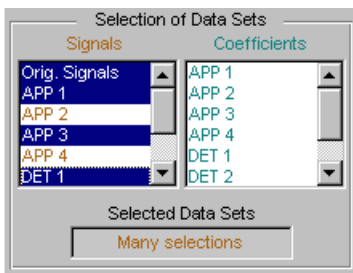 Selection of Data Sets
Signals Coefficients
Orig. Signals APP 1
APP 1 APP 2
APP 2 APP 3
APP 3 APP 4
APP 4 DET 1
DET 1 DET 2
Selected Data Sets
Many selections